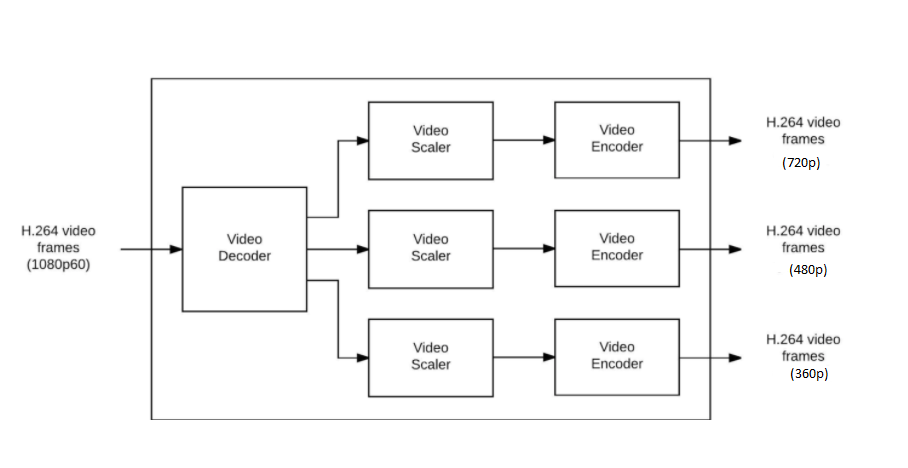 H.264 video
frames
(1080p60)
Video
Decoder
Video
Scaler
Video
Encoder
H.264 video
frames
(720p)
Video
Scaler
Video
Encoder
H.264 video
frames
(480p)
Video
Scaler
Video
Encoder
H.264 video
frames
(360p)